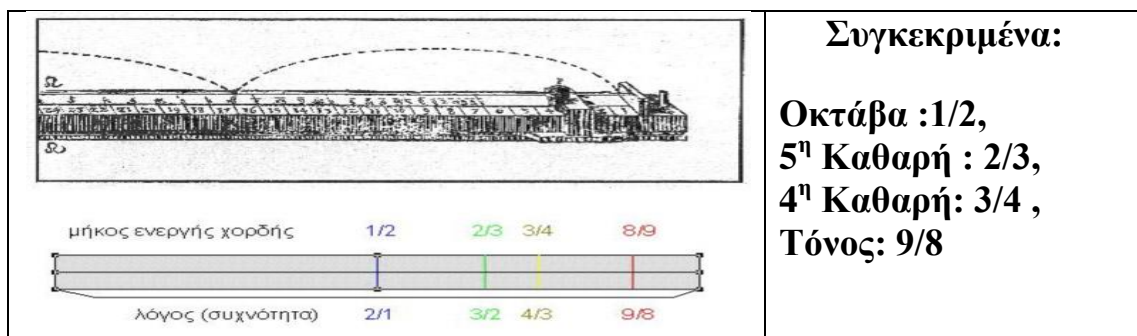 Ω
Ω
μήκος ενεργής χορδής 1/2 2/3 3/4 8/9
λόγος (συχνότητα) 2/1 3/2 4/3 9/8
Συγκεκριμένα:
Οκτάβα :1/2,
5η Καθαρή : 2/3,
4η Καθαρή: 3/4 ,
Τόνος: 9/8